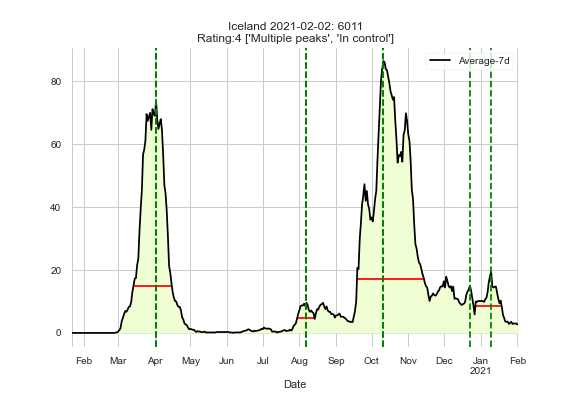 Iceland 2021-02-02: 6011
Rating:4 ['Multiple peaks', 'In control']
Average-7d
80
60
40
20
0
Feb Mar Apr May Jun Jul Aug Sep Oct Nov Dec Jan Feb
2021
Date